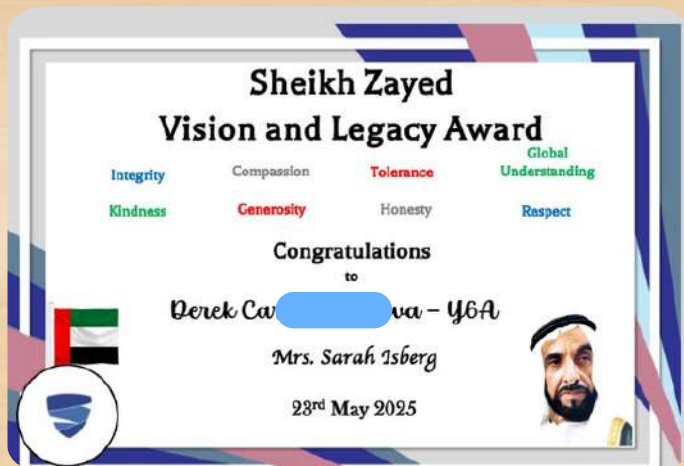 Sheikh Zayed
Vision and Legacy Award
Integrity Compassion Tolerance Global Understanding
Kindness Generosity Honesty Respect
Congratulations
to
Derek – Y6A
Mrs. Sarah Isberg
23rd May 2025